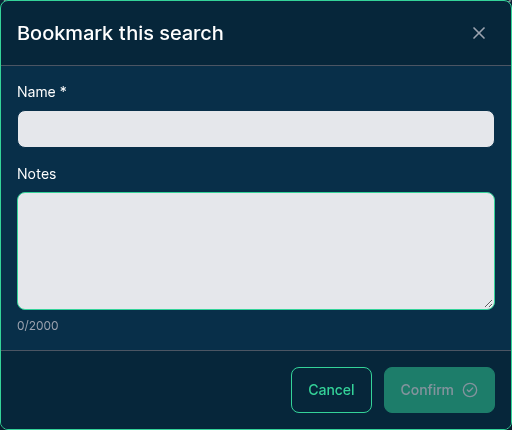 Bookmark this search
Name *
Notes
0/2000
Cancel
Confirm